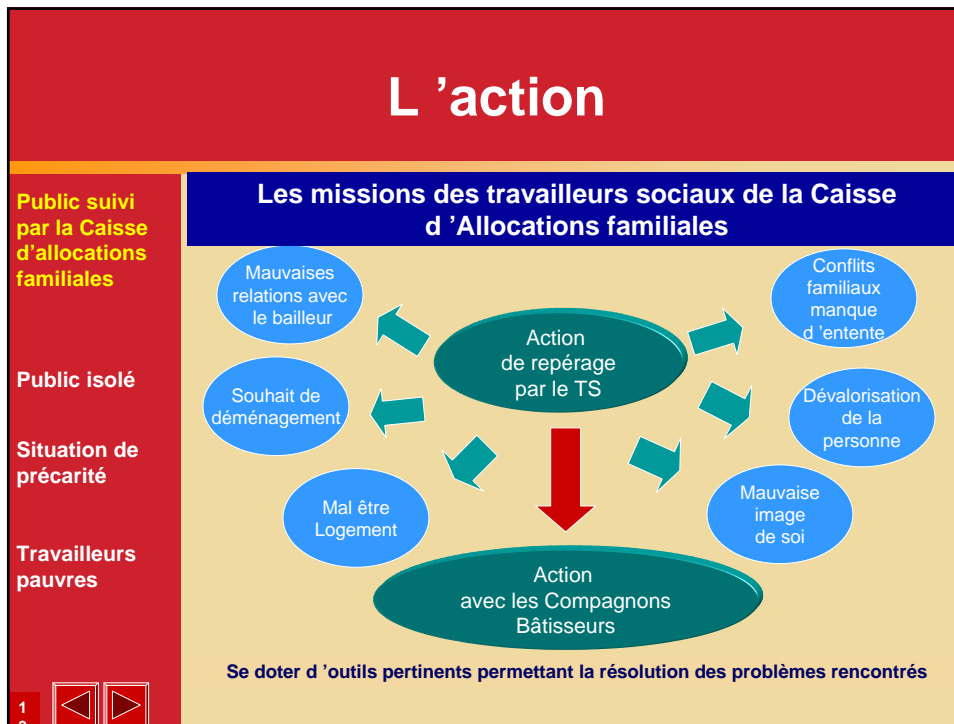 L ’action
Public suivi
par la Caisse
d’allocations
familiales
Public isolé
Situation de
précarité
Travailleurs
pauvres
Les missions des travailleurs sociaux de la Caisse
d ’Allocations familiales
Mauvaises
relations avec
le bailleur
Souhait de
déménagement
Mal être
Logement
Action
de repérage
par le TS
Conflits
familiaux
manque
d ’entente
Dévalorisation
de la
personne
Mauvaise
image
de soi
Action
avec les Compagnons
Bâtisseurs
Se doter d ’outils pertinents permettant la résolution des problèmes rencontrés
1